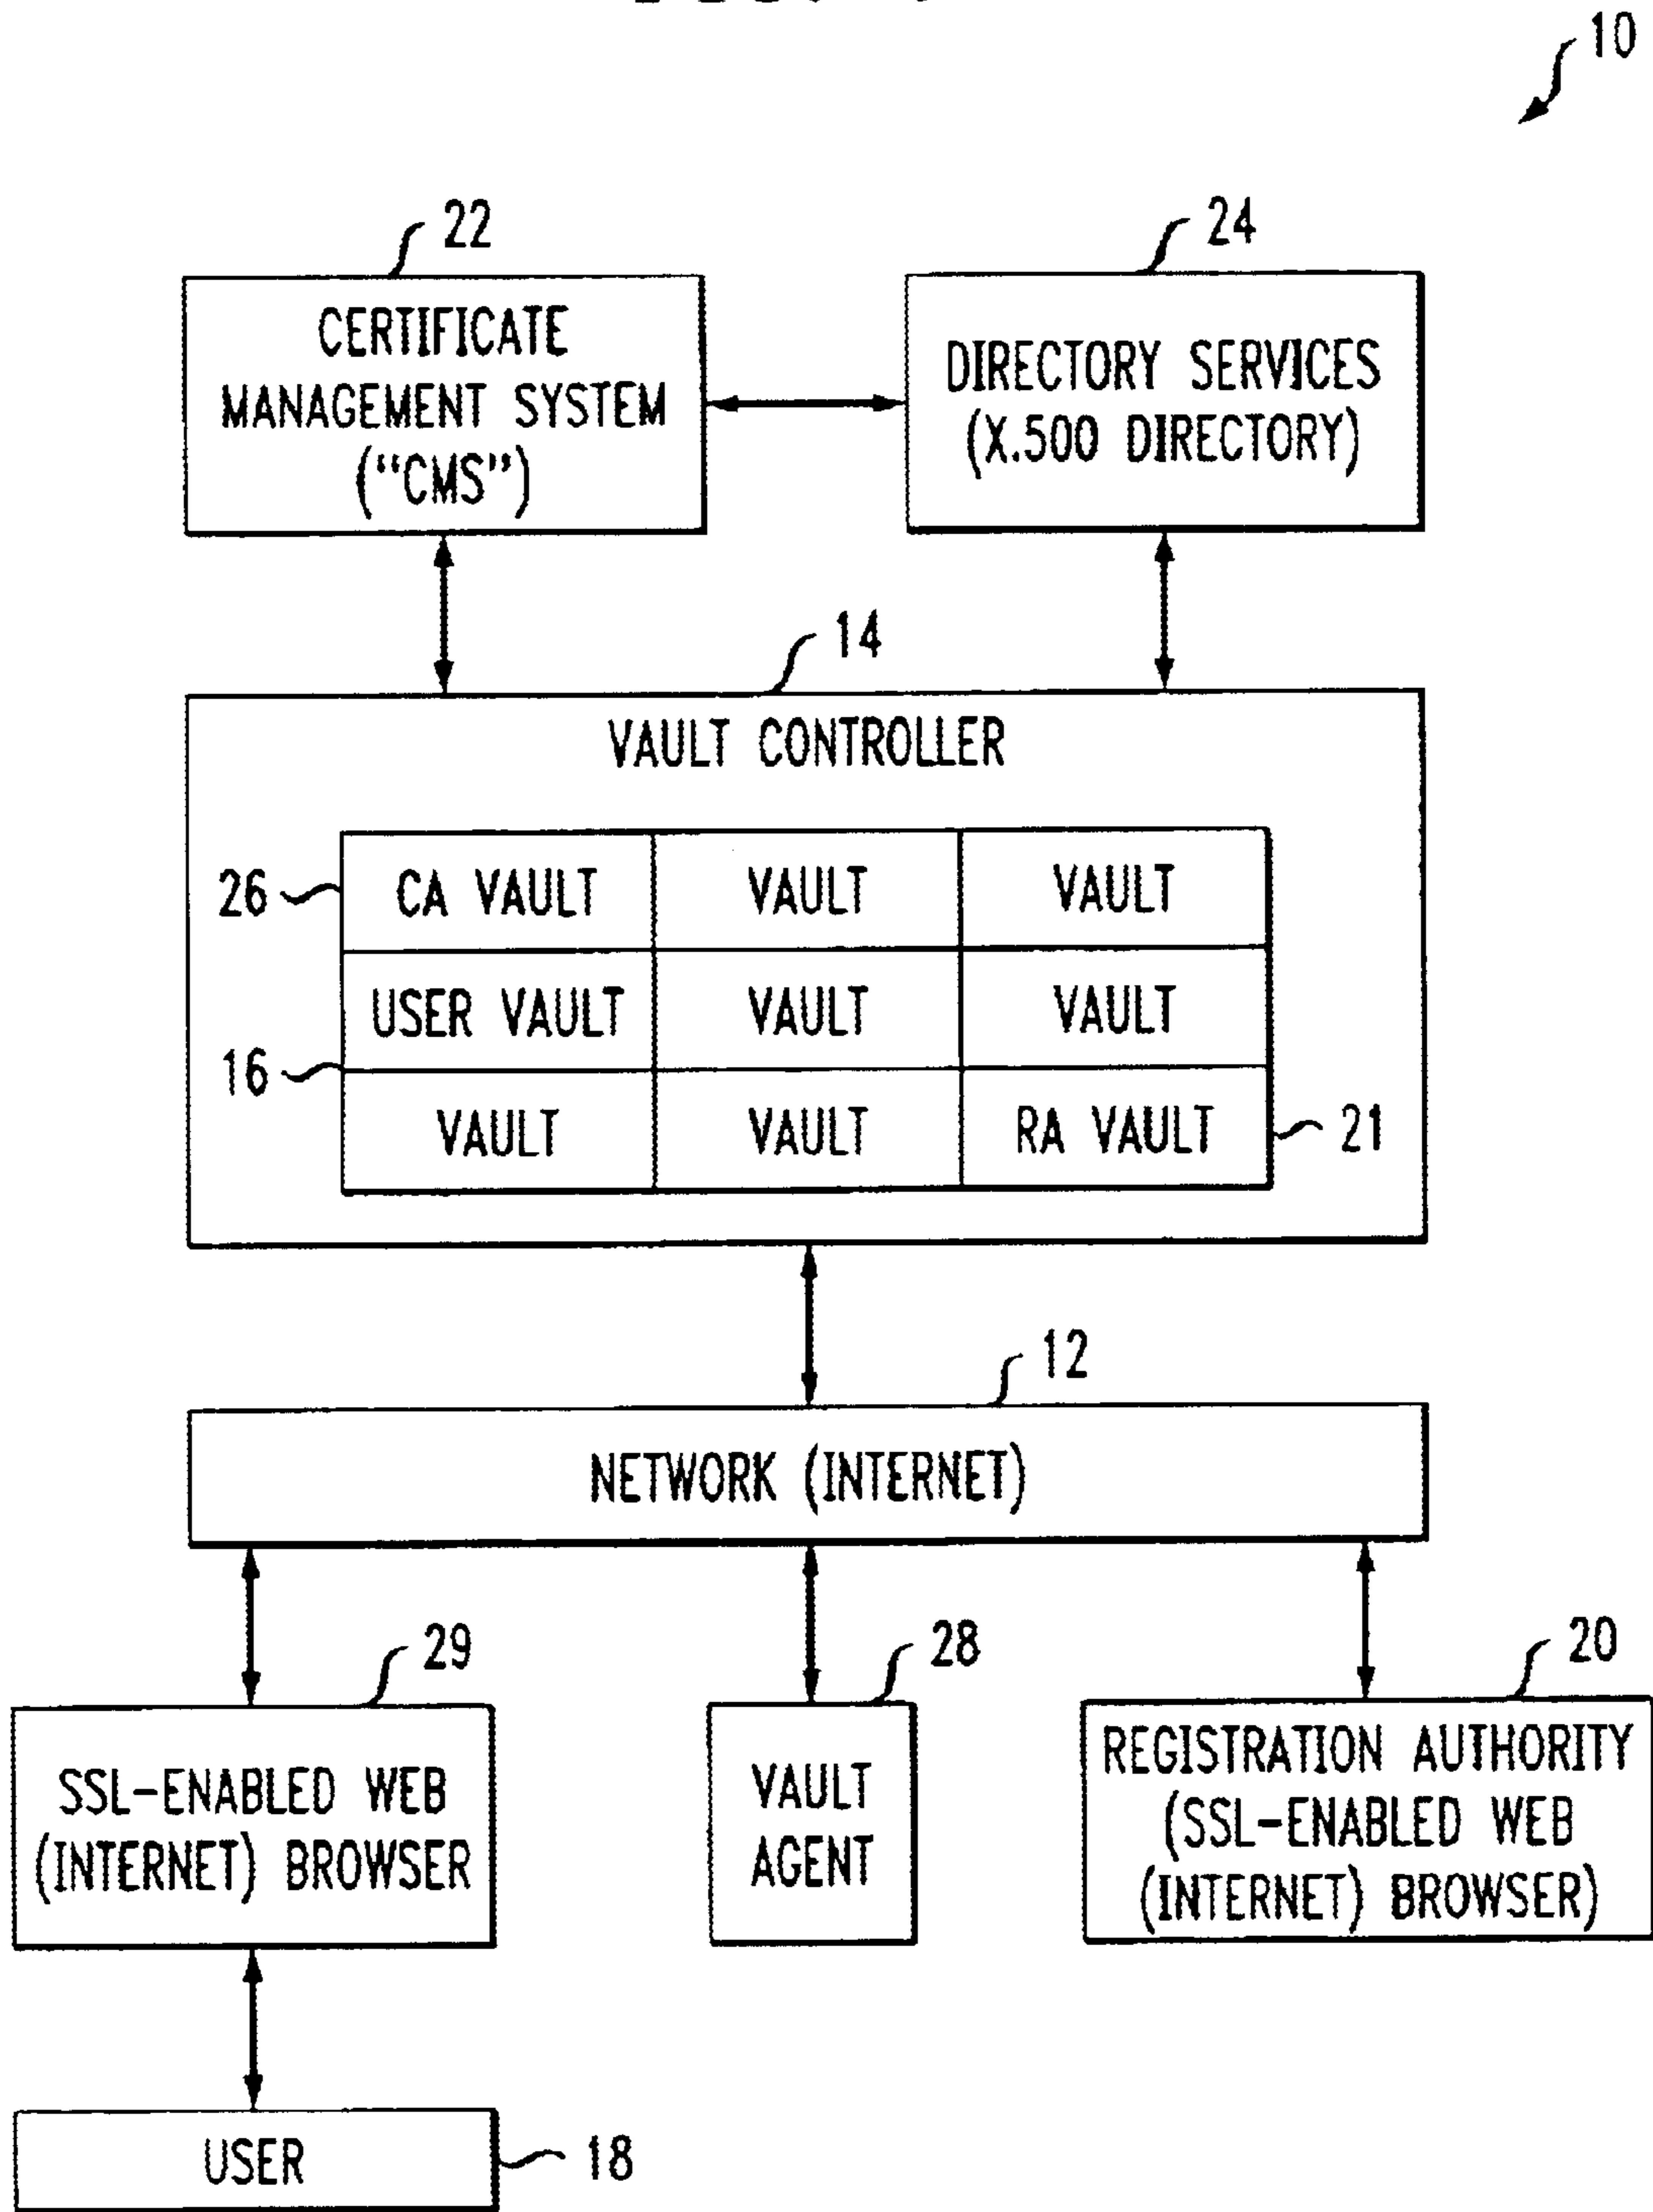 10
22
24
CERTIFICATE
MANAGEMENT SYSTEM
("CMS")
DIRECTORY SERVICES
(X.500 DIRECTORY)
14
VAULT CONTROLLER
26
CA VAULT
VAULT
VAULT
USER VAULT
VAULT
VAULT
16
VAULT
VAULT
RA VAULT
21
12
NETWORK (INTERNET)
29
28
20
SSL-ENABLED WEB
(INTERNET) BROWSER
VAULT
AGENT
REGISTRATION AUTHORITY
(SSL-ENABLED WEB
(INTERNET) BROWSER)
USER
18